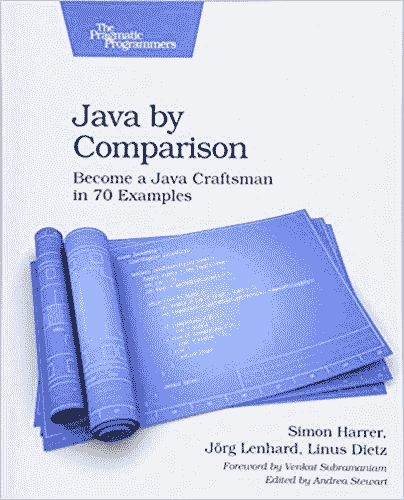 The
Pragmatic
Programmers
Java by
Comparison
Become a Java Craftsman
in 70 Examples
Simon Harrer
Jörg Lenhard, Linus Dietz
Foreword by Venkat Subramaniam
Edited by Andrea Stewart